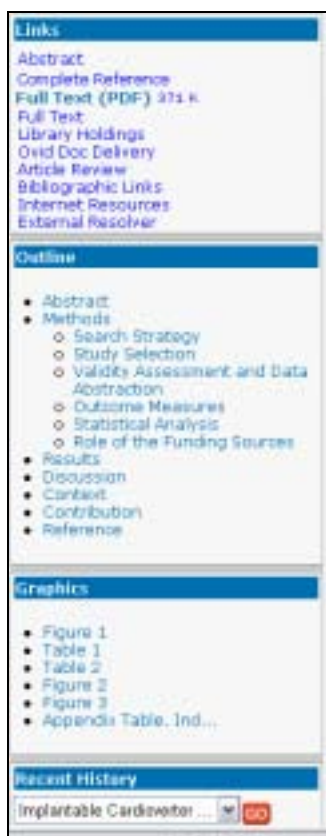 Links
Abstract
Complete Reference
Full Text (PDF) 371 K
Full Text
Library Holdings
Ovid Doc Delivery
Article Review
Bibliographic Links
Internet Resources
External Resolver
Outline
Abstract
Methods
Search Strategy
Study Selection
Validity Assessment and Data
Abstraction
Outcome Measures
Statistical Analysis
Role of the Funding Sources
Results
Discussion
Context
Contribution
Reference
Graphics
Figure 1
Table 1
Table 2
Figure 2
Figure 3
Appendix Table. Ind...
Recent History
Implantable Cardioverter ... GO